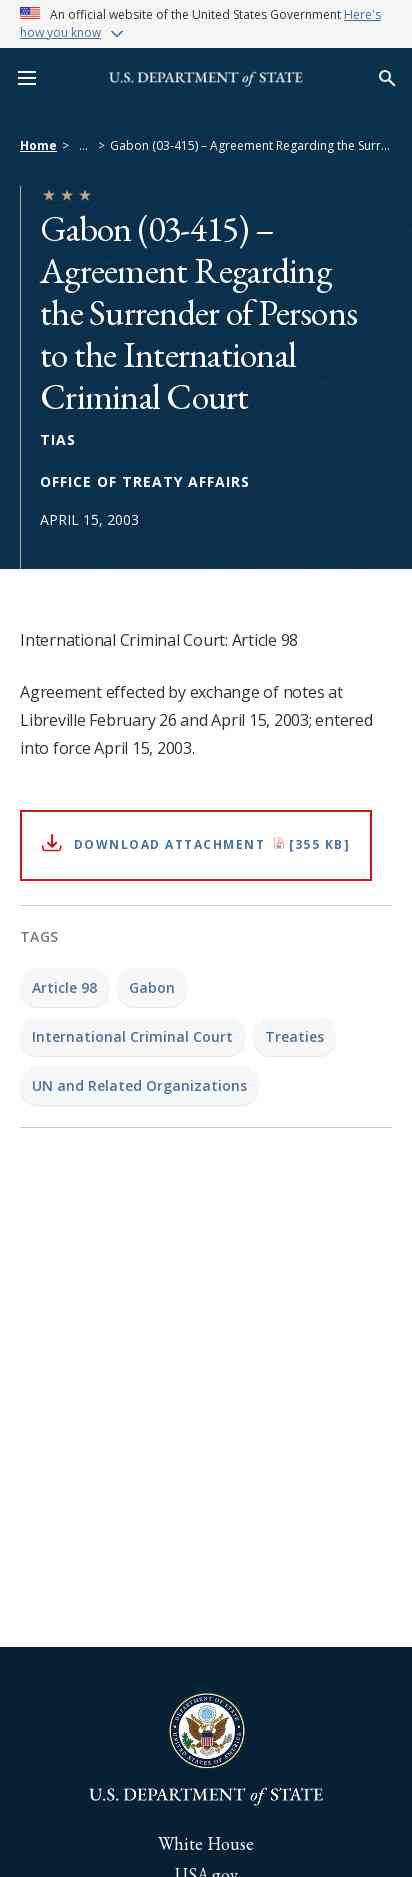 An official website of the United States Government Here's
how you know
U.S. DEPARTMENT of STATE
Home > ... > Gabon (03-415) – Agreement Regarding the Surr...
Gabon (03-415) –
Agreement Regarding
the Surrender of Persons
to the International
Criminal Court
TIAS
OFFICE OF TREATY AFFAIRS
APRIL 15, 2003
International Criminal Court: Article 98
Agreement effected by exchange of notes at
Libreville February 26 and April 15, 2003; entered
into force April 15, 2003.
DOWNLOAD ATTACHMENT [355 KB]
TAGS
Article 98 Gabon
International Criminal Court Treaties
UN and Related Organizations
DEPARTMENT OF STATE
UNITED STATES OF AMERICA
U.S. DEPARTMENT of STATE
White House
USA.gov